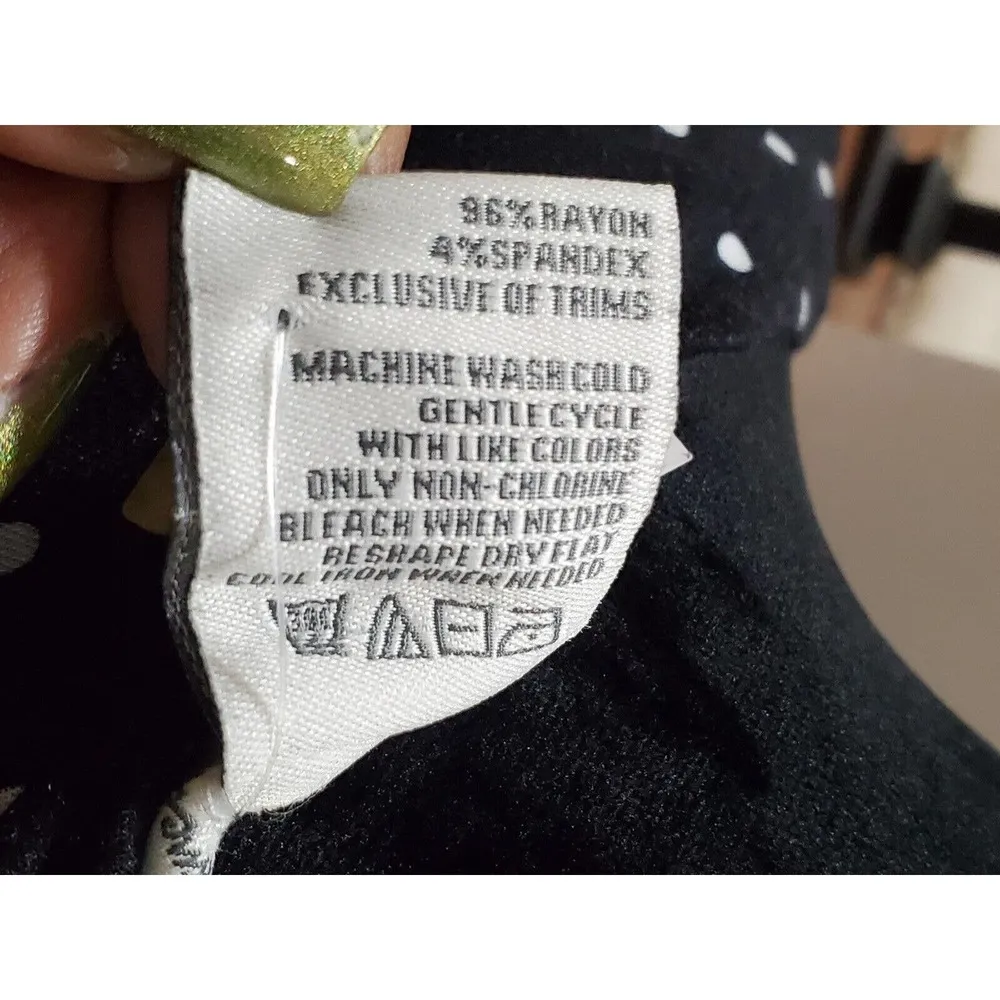 96% RAYON
4% SPANDEX
EXCLUSIVE OF TRIMS
MACHINE WASH COLD
GENTLE CYCLE
WITH LIKE COLORS
ONLY NON-CHLORINE
BLEACH WHEN NEEDED
RESHAPE DRY FLAT
COOL IRON WHEN NEEDED